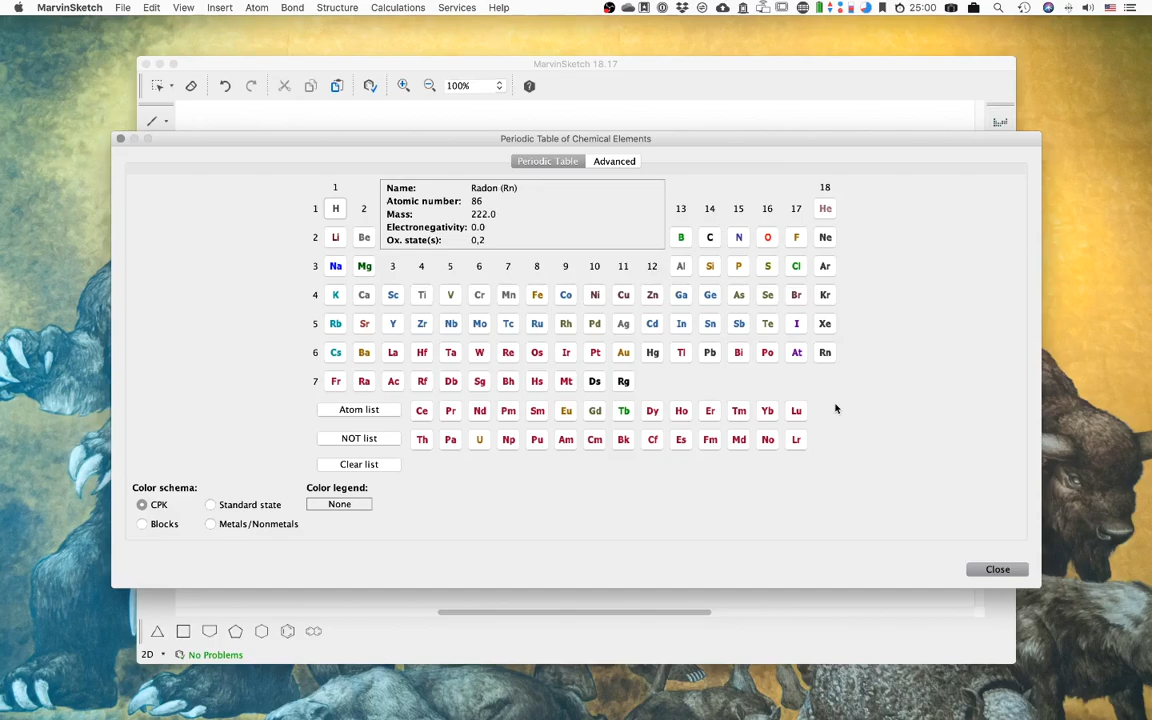 MarvinSketch File Edit View Insert Atom Bond Structure Calculations Services Help 25:00
MarvinSketch 18.17
100%
Periodic Table of Chemical Elements
Periodic Table Advanced
1 18
Name: Radon (Rn)
Atomic number: 86
Mass: 222.0
Electronegativity: 0.0
Ox. state(s): 0,2
1 H 2 13 14 15 16 17 He
2 Li Be B C N O F Ne
3 Na Mg 3 4 5 6 7 8 9 10 11 12 Al Si P S Cl Ar
4 K Ca Sc Ti V Cr Mn Fe Co Ni Cu Zn Ga Ge As Se Br Kr
5 Rb Sr Y Zr Nb Mo Tc Ru Rh Pd Ag Cd In Sn Sb Te I Xe
6 Cs Ba La Hf Ta W Re Os Ir Pt Au Hg Tl Pb Bi Po At Rn
7 Fr Ra Ac Rf Db Sg Bh Hs Mt Ds Rg
Atom list Ce Pr Nd Pm Sm Eu Gd Tb Dy Ho Er Tm Yb Lu
NOT list Th Pa U Np Pu Am Cm Bk Cf Es Fm Md No Lr
Clear list
Color schema: Color legend:
CPK Standard state None
Blocks Metals/Nonmetals
Close
2D No Problems